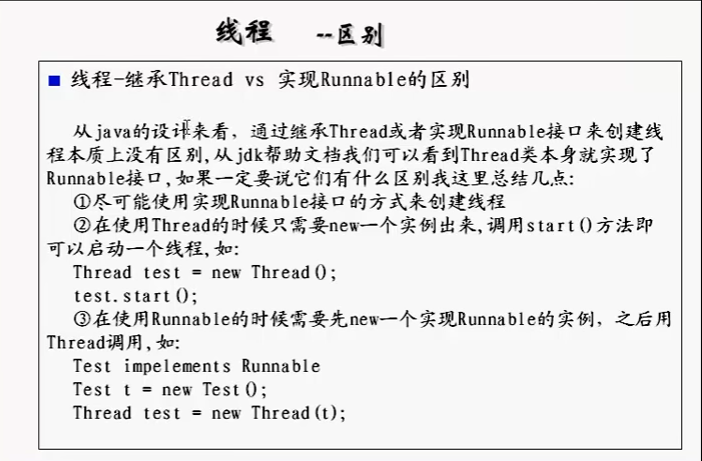 线程 --区别
■ 线程-继承Thread vs 实现Runnable的区别
从java的设计来看，通过继承Thread或者实现Runnable接口来创建线
程本质上没有区别,从jdk帮助文档我们可以看到Thread类本身就实现了
Runnable接口,如果一定要说它们有什么区别我这里总结几点:
①尽可能使用实现Runnable接口的方式来创建线程
②在使用Thread的时候只需要new一个实例出来,调用start()方法即
可以启动一个线程,如:
Thread test = new Thread();
test.start();
③在使用Runnable的时候需要先new一个实现Runnable的实例，之后用
Thread调用,如:
Test impelements Runnable
Test t = new Test();
Thread test = new Thread(t);